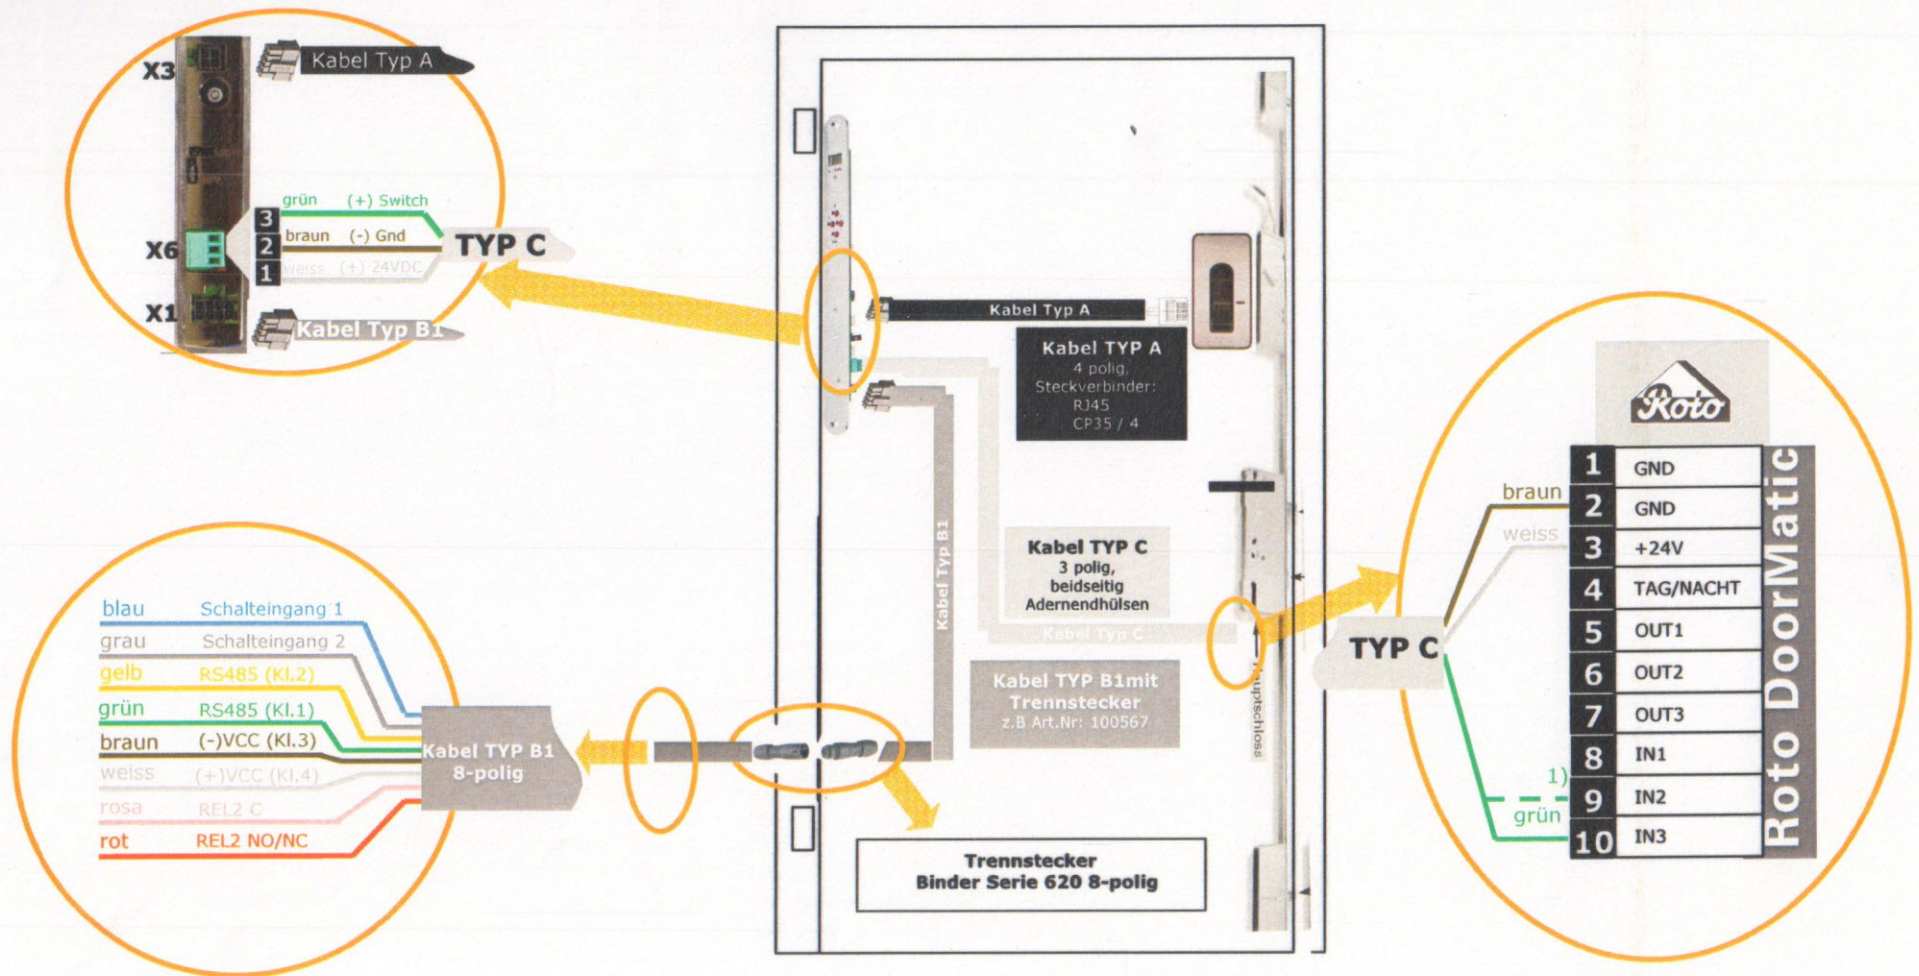 X3
Kabel Typ A
grün (+) Switch
3
X6
braun (-) Gnd
2
weiss (+) 24VDC
1
TYP C
X1
Kabel Typ B1
Kabel Typ A
Kabel TYP A
4 polig,
Steckverbinder:
RJ45
CP35 / 4
Kabel Typ B1
Kabel TYP C
3 polig,
beidseitig
Adernendhülsen
Kabel Typ C
Kabel TYP B1mit
Trennstecker
z.B Art.Nr: 100567
Hauptschloss
Trennstecker
Binder Serie 620 8-polig
blau Schalteingang 1
grau Schalteingang 2
gelb RS485 (Kl.2)
grün RS485 (Kl.1)
braun (-)VCC (Kl.3)
weiss (+)VCC (Kl.4)
rosa REL2 C
rot REL2 NO/NC
Kabel TYP B1
8-polig
Roto
TYP C
braun
weiss
1)
grün
1 GND
2 GND
3 +24V
4 TAG/NACHT
5 OUT1
6 OUT2
7 OUT3
8 IN1
9 IN2
10 IN3
Roto DoorMatic